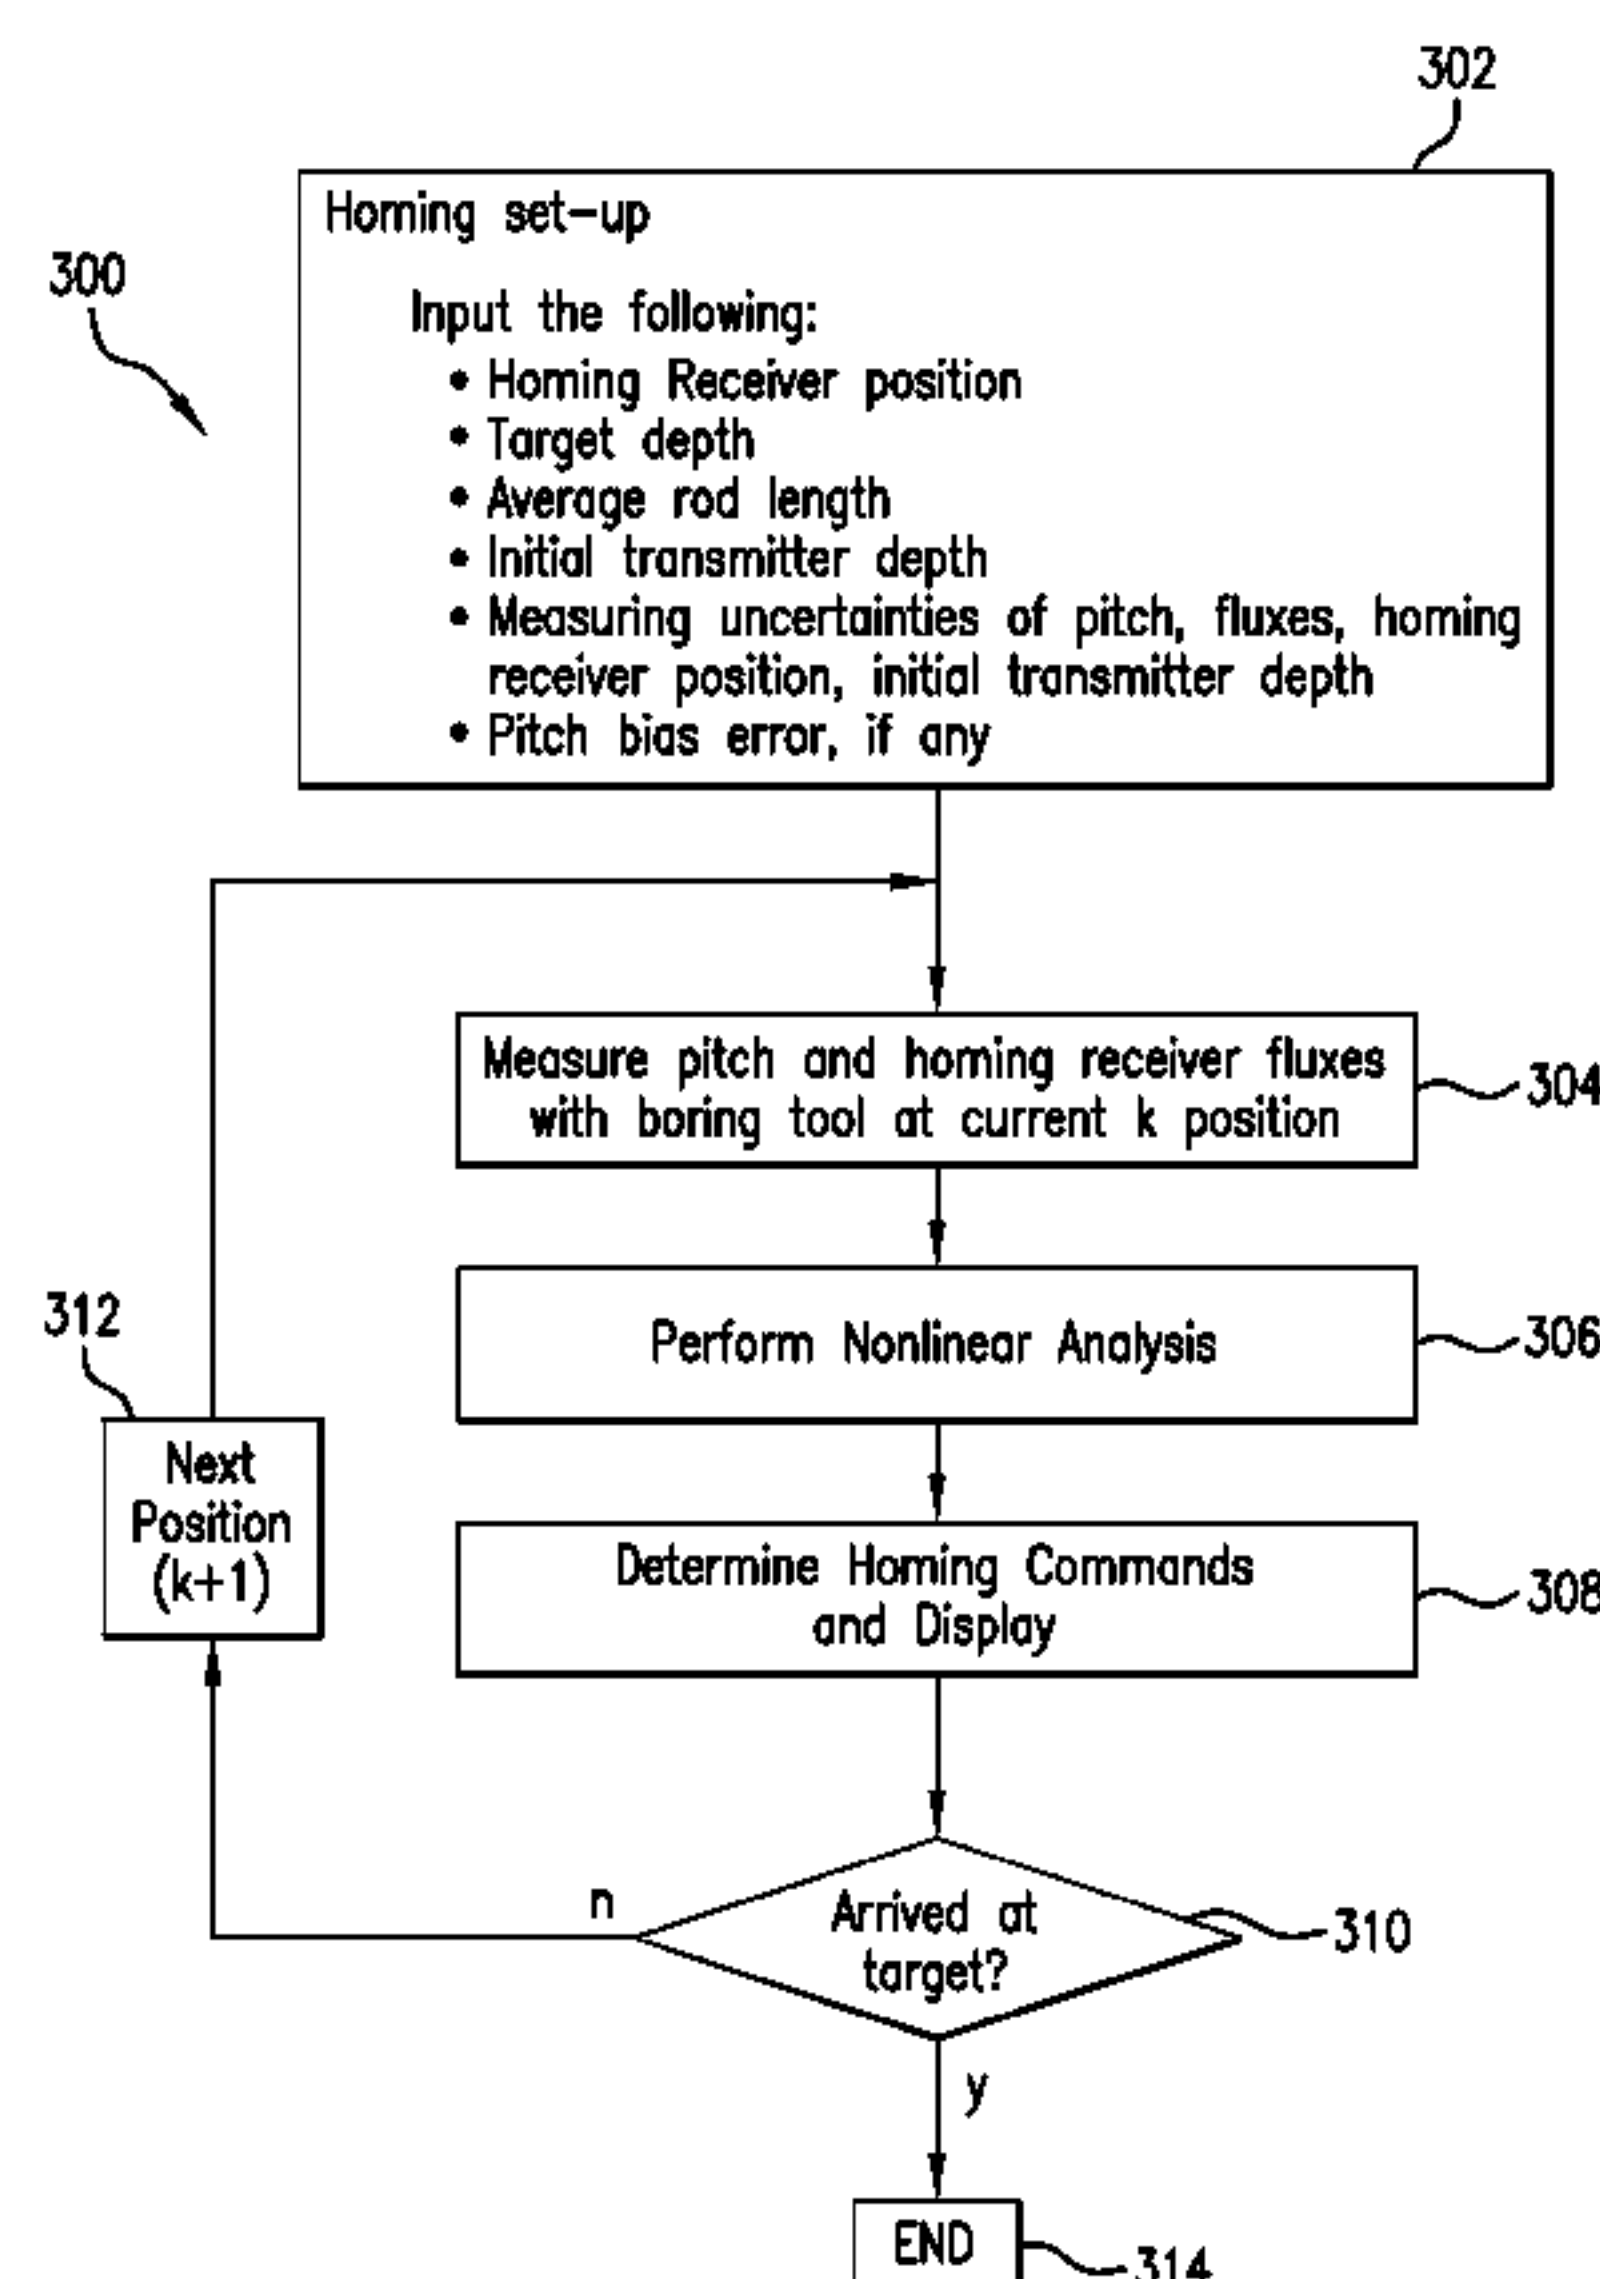 302
300
Homing set-up
Input the following:
• Homing Receiver position
• Target depth
• Average rod length
• Initial transmitter depth
• Measuring uncertainties of pitch, fluxes, homing
receiver position, initial transmitter depth
• Pitch bias error, if any
Measure pitch and homing receiver fluxes
with boring tool at current k position
304
Perform Nonlinear Analysis
306
312
Next
Position
(k+1)
Determine Homing Commands
and Display
308
n
Arrived at
target?
310
y
END
314